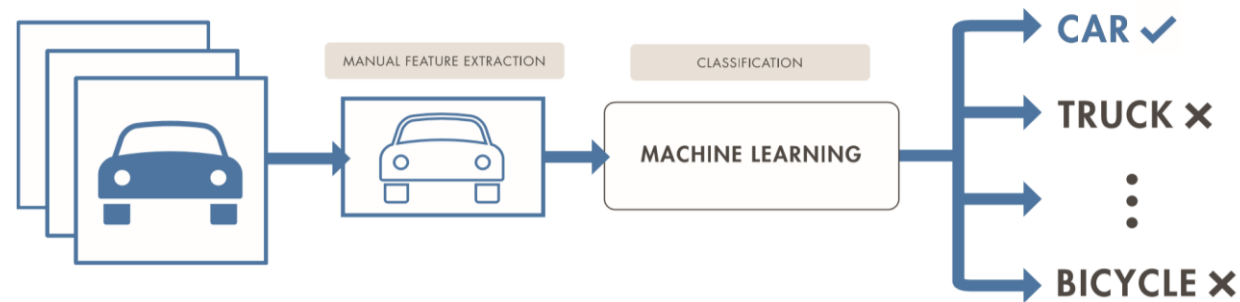 MANUAL FEATURE EXTRACTION
CLASSIFICATION
MACHINE LEARNING
CAR
TRUCK
BICYCLE